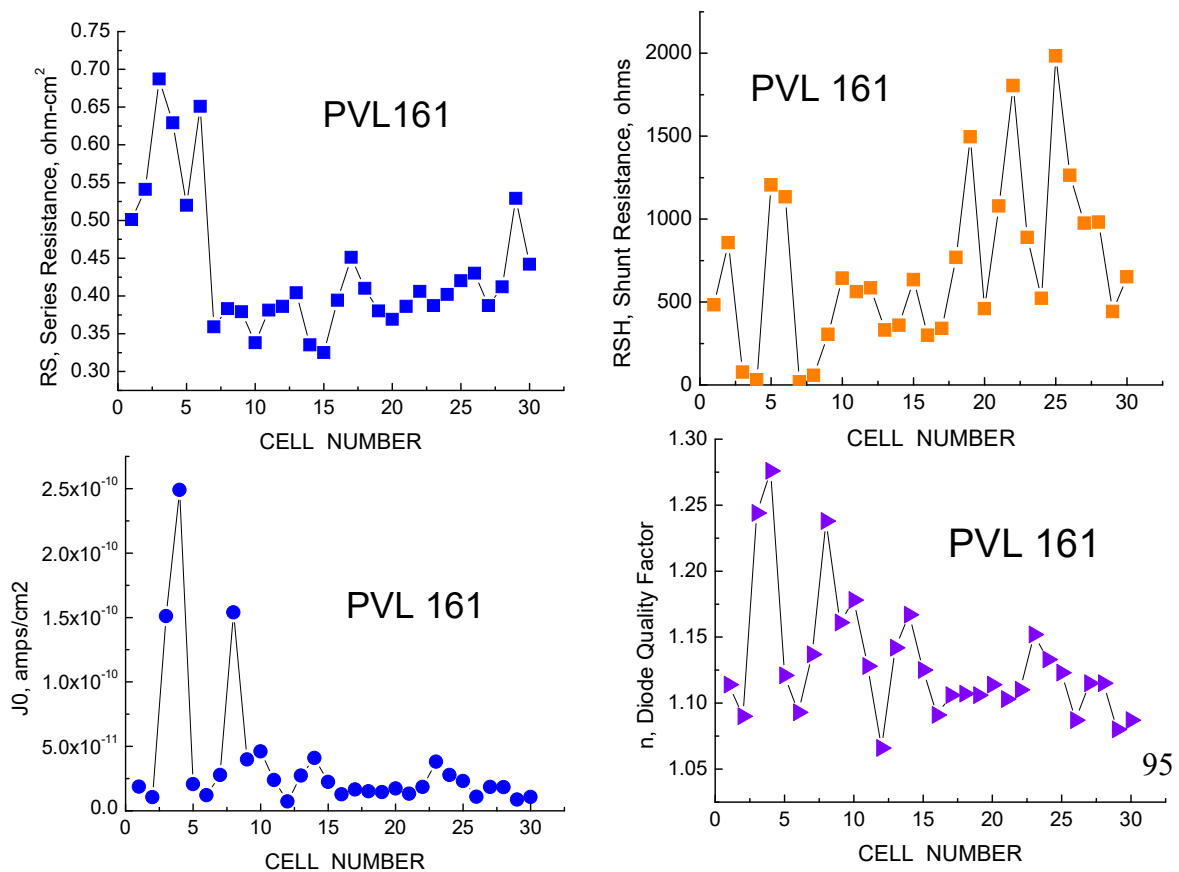 0.75
0.70
0.65
0.60
0.55
0.50
0.45
0.40
0.35
0.30
RS, Series Resistance, ohm-cm²
PVL161
0 5 10 15 20 25 30
CELL NUMBER
2000
1500
1000
500
0
RSH, Shunt Resistance, ohms
PVL 161
0 5 10 15 20 25 30
CELL NUMBER
2.5x10⁻¹⁰
2.0x10⁻¹⁰
1.5x10⁻¹⁰
1.0x10⁻¹⁰
5.0x10⁻¹¹
0.0
J0, amps/cm2
PVL 161
0 5 10 15 20 25 30
CELL NUMBER
1.30
1.25
1.20
1.15
1.10
1.05
n, Diode Quality Factor
PVL 161
0 5 10 15 20 25 30
CELL NUMBER
95